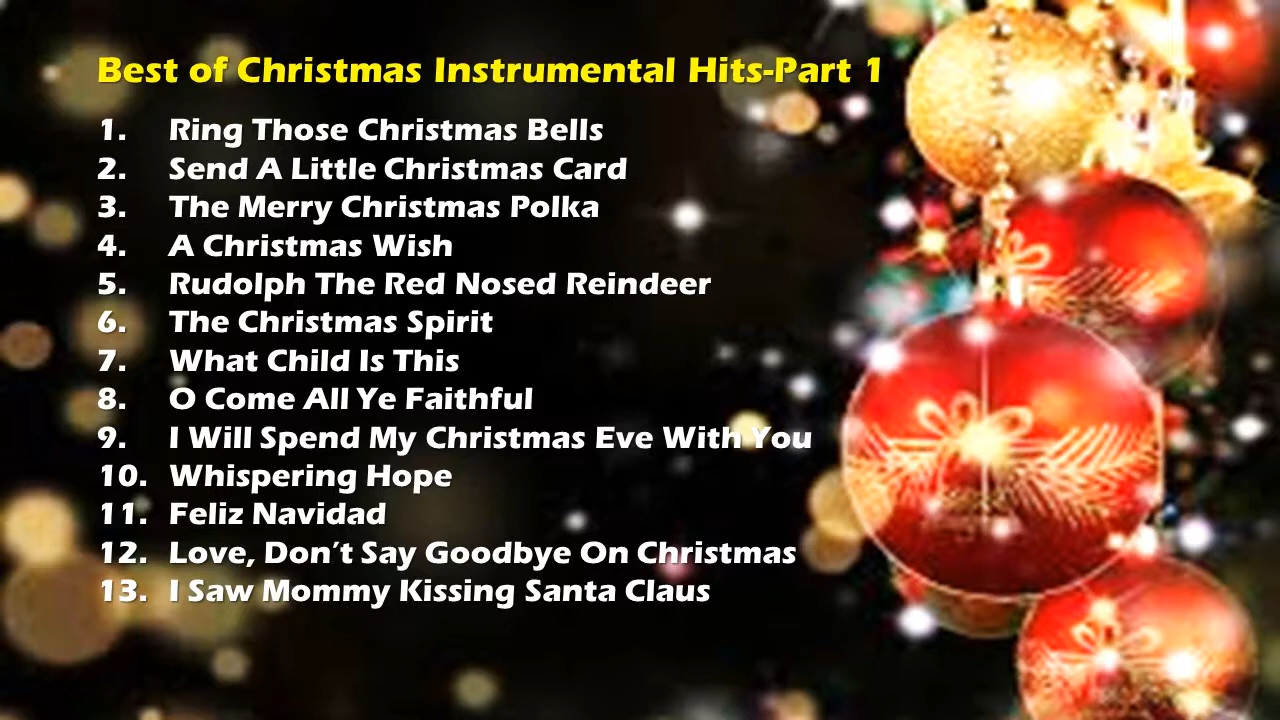 Best of Christmas Instrumental Hits-Part 1
1. Ring Those Christmas Bells
2. Send A Little Christmas Card
3. The Merry Christmas Polka
4. A Christmas Wish
5. Rudolph The Red Nosed Reindeer
6. The Christmas Spirit
7. What Child Is This
8. O Come All Ye Faithful
9. I Will Spend My Christmas Eve With You
10. Whispering Hope
11. Feliz Navidad
12. Love, Don’t Say Goodbye On Christmas
13. I Saw Mommy Kissing Santa Claus